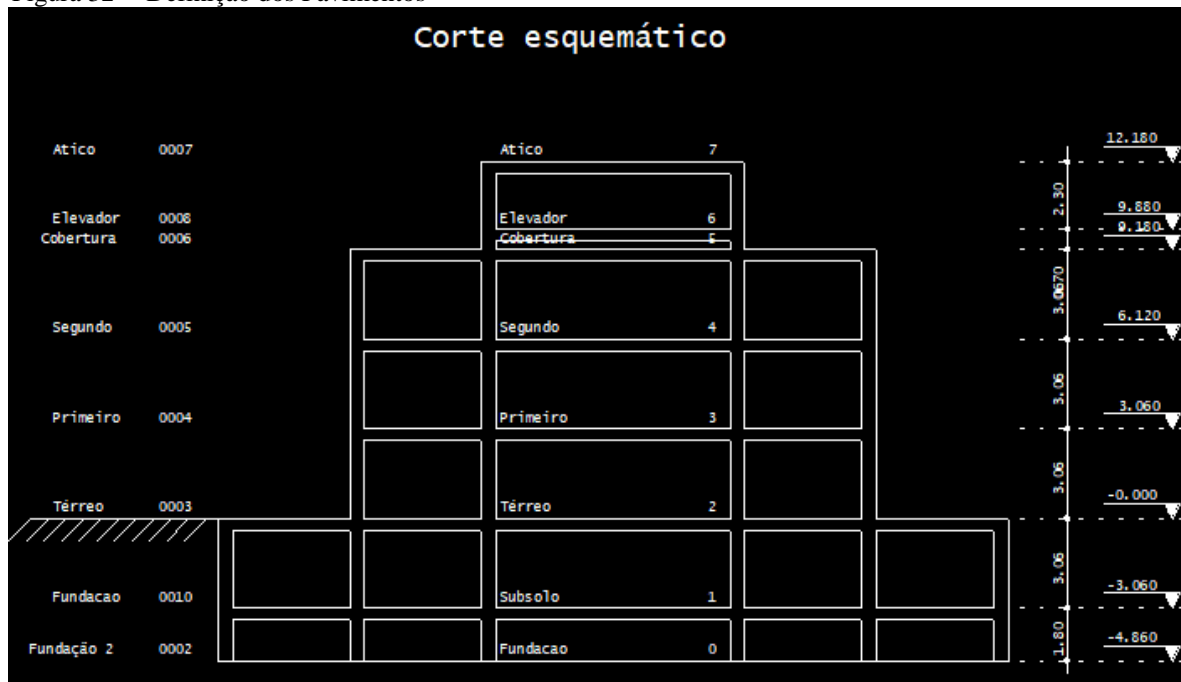 Figura 32 – Definição dos Pavimentos
Corte esquemático
Atico 0007 Atico 7 12.180
2.30
Elevador 0008 Elevador 6 9.880
Cobertura 0006 Cobertura 5 9.180
Segundo 0005 Segundo 4 6.120
3.06
Primeiro 0004 Primeiro 3 3.060
3.06
Térreo 0003 Térreo 2 -0.000
3.06
Fundacao 0010 Subsolo 1 -3.060
1.80
Fundação 2 0002 Fundacao 0 -4.860